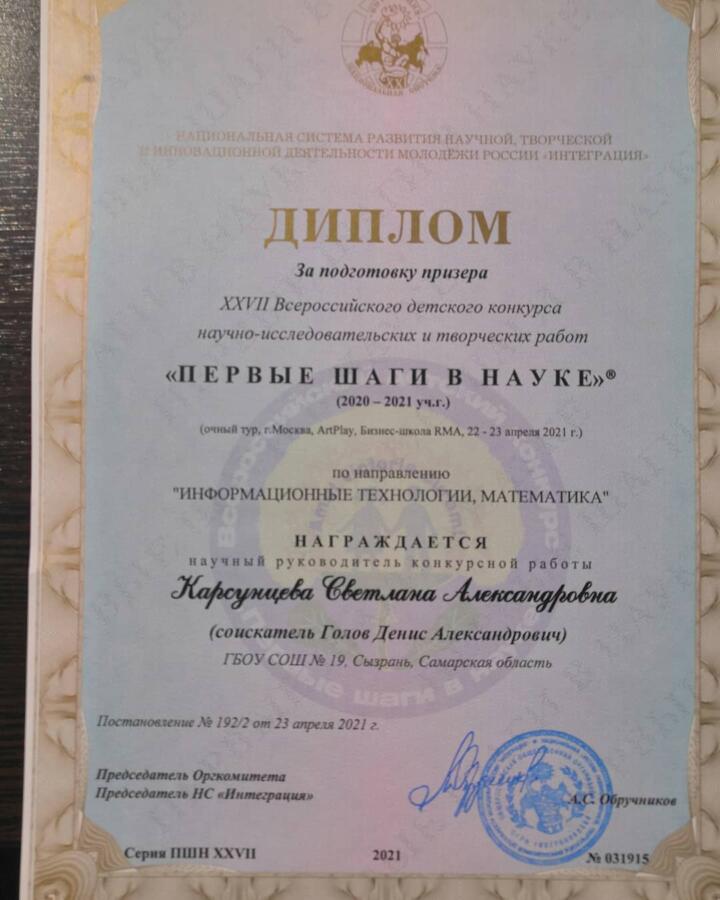 НАЦИОНАЛЬНАЯ СИСТЕМА РАЗВИТИЯ НАУЧНОЙ, ТВОРЧЕСКОЙ
И ИННОВАЦИОННОЙ ДЕЯТЕЛЬНОСТИ МОЛОДЁЖИ РОССИИ «ИНТЕГРАЦИЯ»
ДИПЛОМ
За подготовку призера
XXVII Всероссийского детского конкурса
научно-исследовательских и творческих работ
«ПЕРВЫЕ ШАГИ В НАУКЕ»®
(2020 – 2021 уч.г.)
(очный тур, г.Москва, ArtPlay, Бизнес-школа RMA, 22 - 23 апреля 2021 г.)
по направлению
"ИНФОРМАЦИОННЫЕ ТЕХНОЛОГИИ, МАТЕМАТИКА"
НАГРАЖДАЕТСЯ
научный руководитель конкурсной работы
Карсунцева Светлана Александровна
(соискатель Голов Денис Александрович)
ГБОУ СОШ № 19, Сызрань, Самарская область
Постановление № 192/2 от 23 апреля 2021 г.
Председатель Оргкомитета
Председатель НС «Интеграция»
А.С. Обручников
Серия ПШН XXVII 2021 № 031915